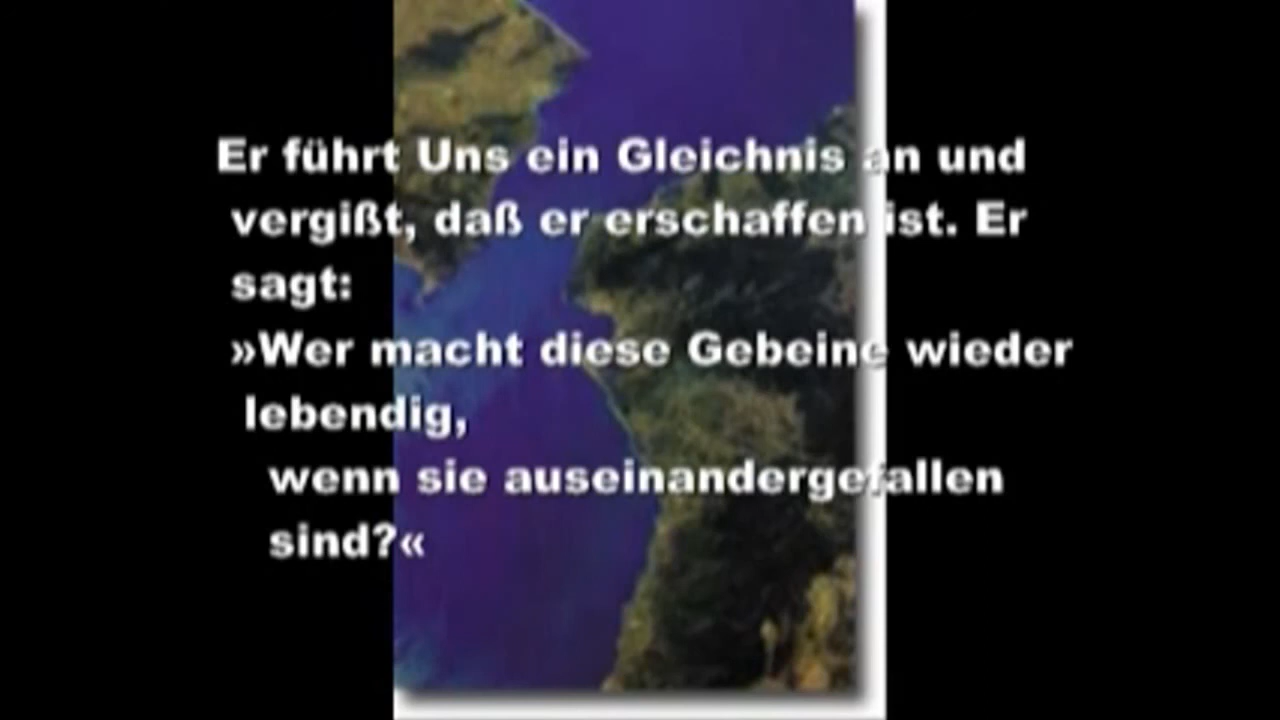 Er führt Uns ein Gleichnis an und
vergißt, daß er erschaffen ist. Er
sagt:
»Wer macht diese Gebeine wieder
lebendig,
wenn sie auseinandergefallen
sind?«